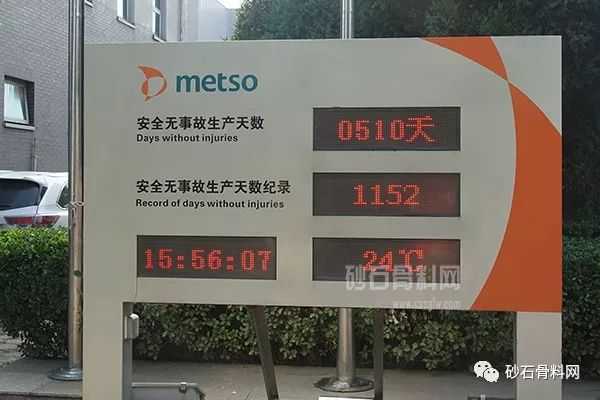 metso
安全无事故生产天数
Days without injuries
0510天
安全无事故生产天数纪录
Record of days without injuries
1152
15:56:07
24℃
砂石骨料网
www.cssglw.com
砂石骨料网